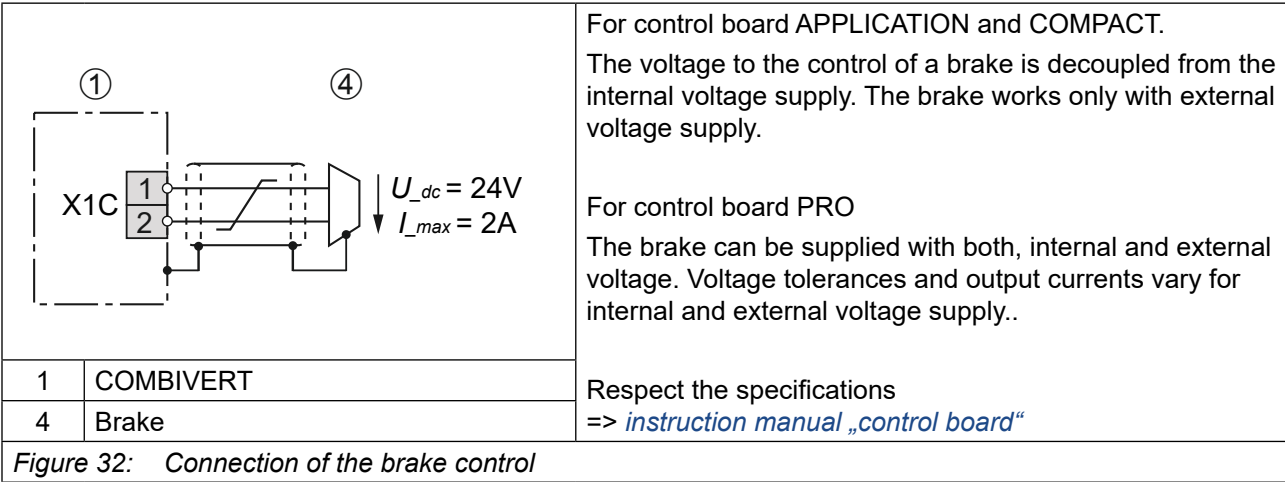 ① ④
X1C
1
2
U_dc = 24V
I_max = 2A
1 COMBIVERT
4 Brake
For control board APPLICATION and COMPACT.
The voltage to the control of a brake is decoupled from the
internal voltage supply. The brake works only with external
voltage supply.
For control board PRO
The brake can be supplied with both, internal and external
voltage. Voltage tolerances and output currents vary for
internal and external voltage supply..
Respect the specifications
=> instruction manual „control board“
Figure 32: Connection of the brake control